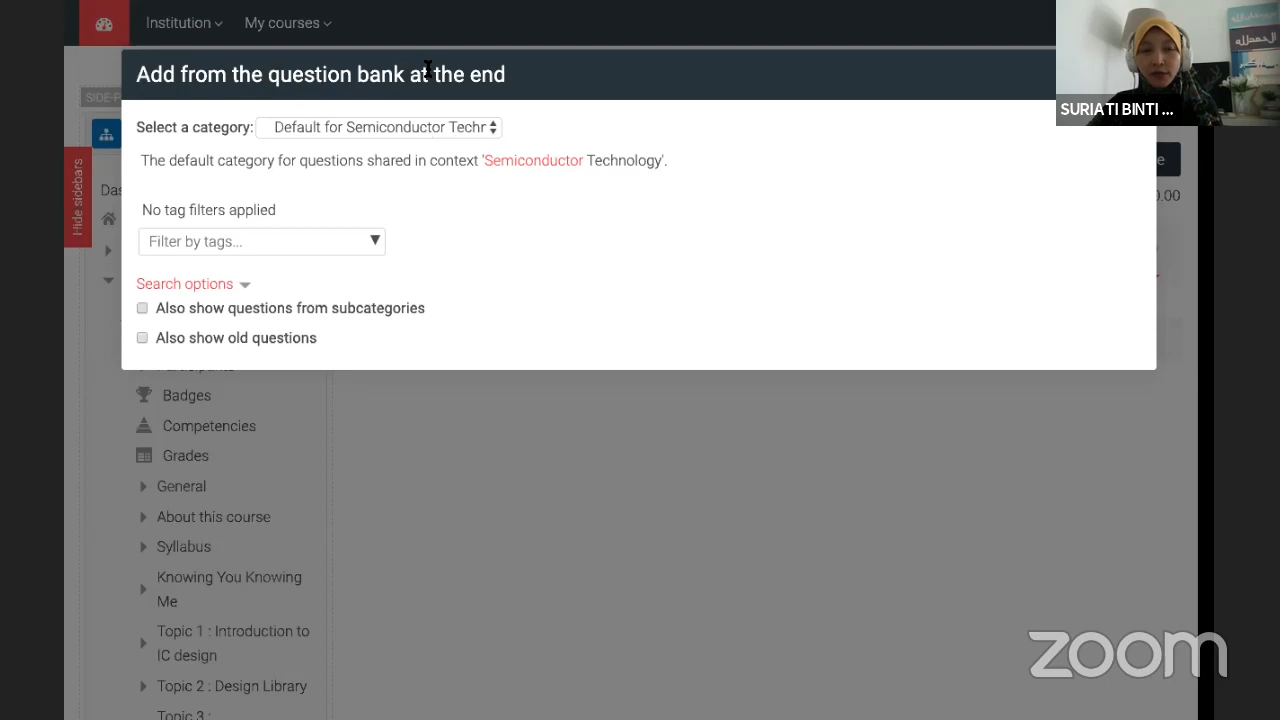 Institution
My courses
Add from the question bank at the end
SURIATI BINTI ...
SIDE-P
Select a category:
Default for Semiconductor Techr
The default category for questions shared in context 'Semiconductor Technology'.
e
Hide sidebars
Das
No tag filters applied
Filter by tags...
Search options
Also show questions from subcategories
Also show old questions
Participants
Badges
Competencies
Grades
General
About this course
Syllabus
Knowing You Knowing
Me
Topic 1 : Introduction to
IC design
Topic 2 : Design Library
Topic 3 :
zoom